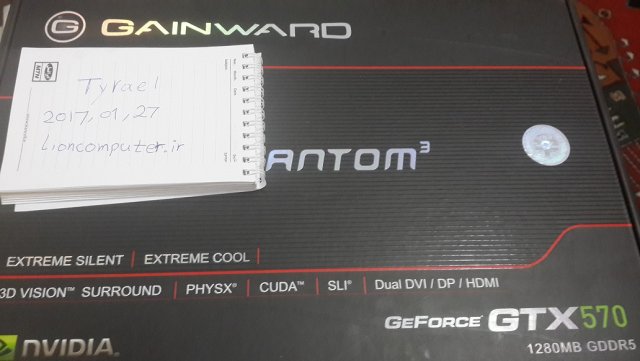 GAINWARD
Tyrael
2017,01,27
lioncomputer.ir
ANTOM³
EXTREME SILENT | EXTREME COOL |
3D VISION™ SURROUND | PHYSX® | CUDA™ | SLI® | Dual DVI / DP / HDMI
GEFORCE® GTX570
NVIDIA
1280MB GDDR5